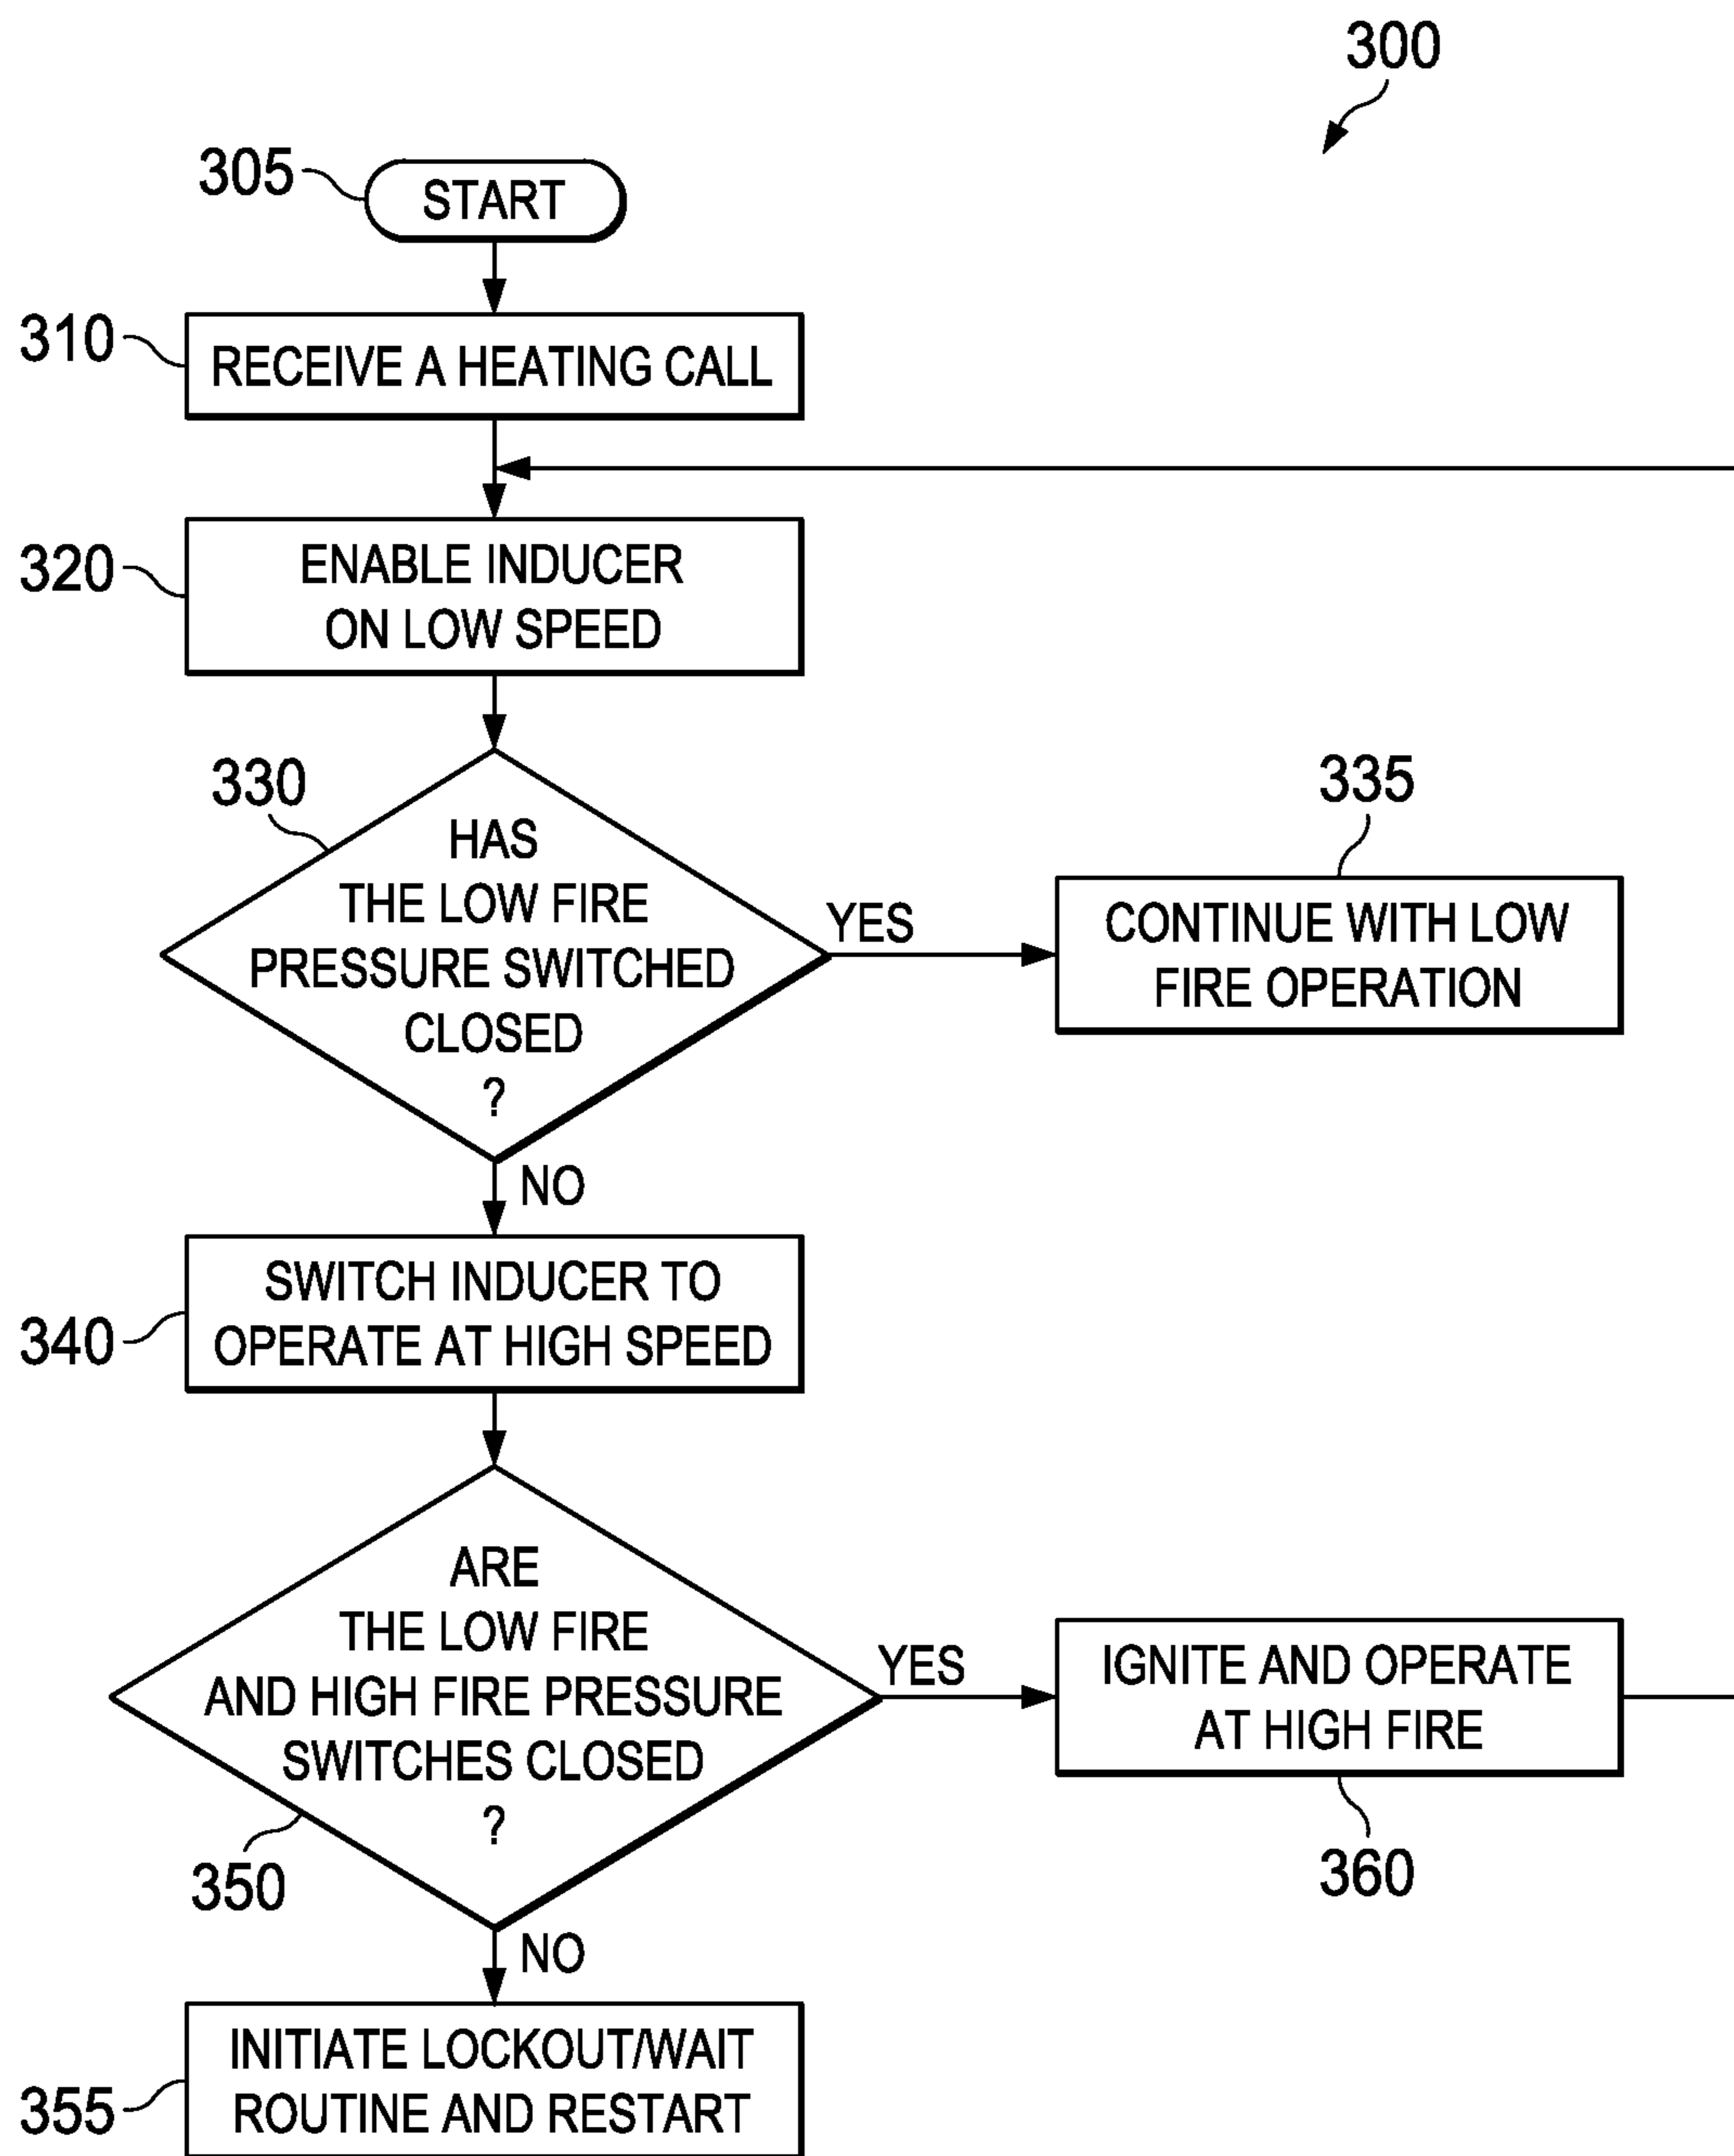 300
305
START
310
RECEIVE A HEATING CALL
320
ENABLE INDUCER
ON LOW SPEED
330
HAS
THE LOW FIRE
PRESSURE SWITCHED
CLOSED
?
YES
335
CONTINUE WITH LOW
FIRE OPERATION
NO
340
SWITCH INDUCER TO
OPERATE AT HIGH SPEED
350
ARE
THE LOW FIRE
AND HIGH FIRE PRESSURE
SWITCHES CLOSED
?
YES
IGNITE AND OPERATE
AT HIGH FIRE
360
NO
355
INITIATE LOCKOUT/WAIT
ROUTINE AND RESTART